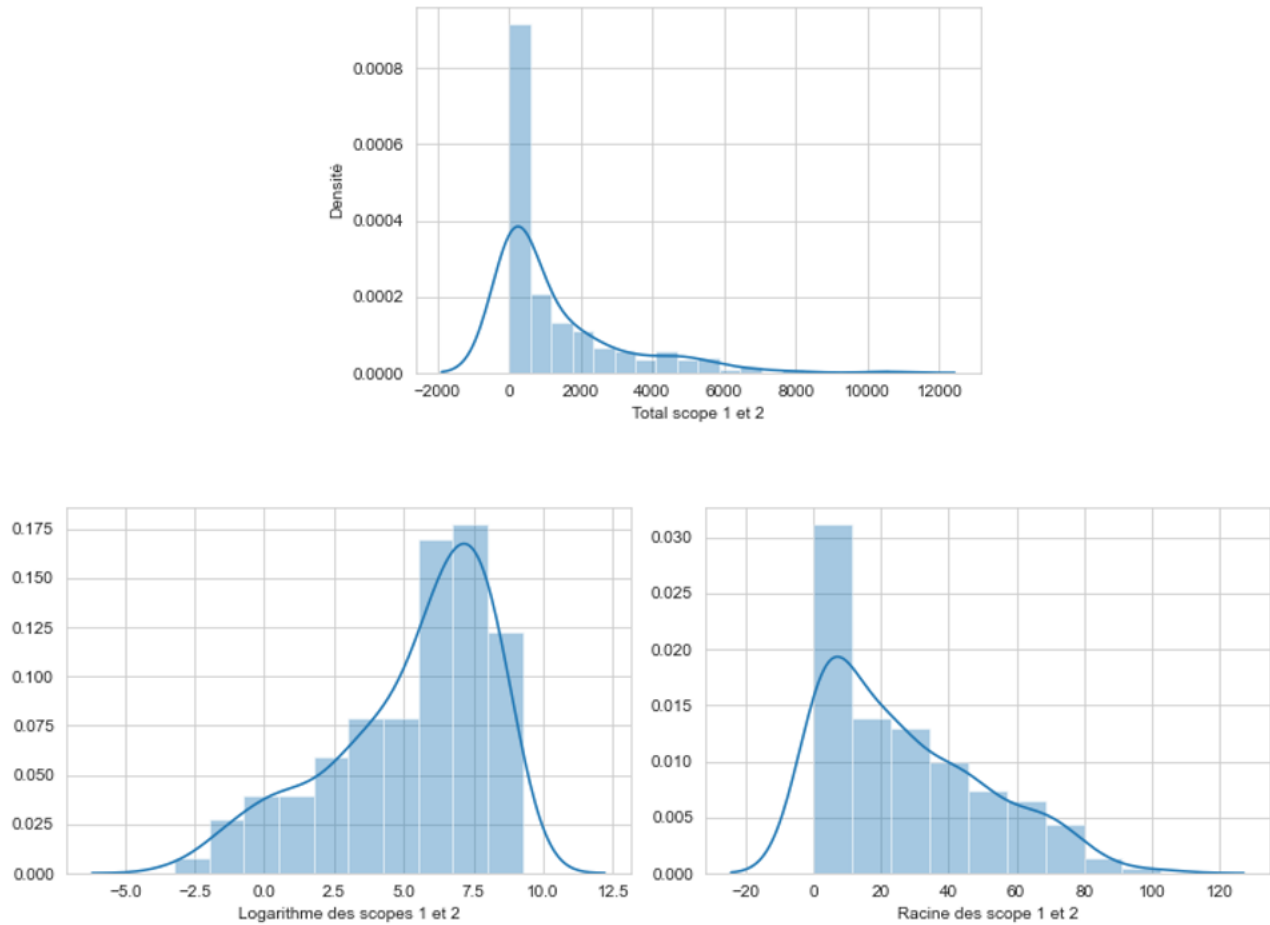 0.0008
0.0006
0.0004
0.0002
0.0000
Densité
−2000 0 2000 4000 6000 8000 10000 12000
Total scope 1 et 2
0.175
0.150
0.125
0.100
0.075
0.050
0.025
0.000
−5.0 −2.5 0.0 2.5 5.0 7.5 10.0 12.5
Logarithme des scopes 1 et 2
0.030
0.025
0.020
0.015
0.010
0.005
0.000
−20 0 20 40 60 80 100 120
Racine des scope 1 et 2